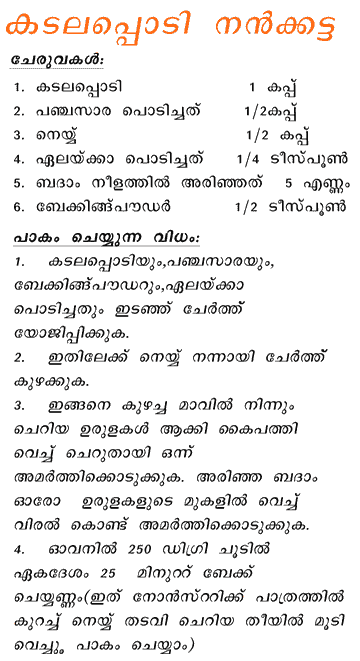 കടലപ്പൊടി നൻക്കട്ട
ചേരുവകൾ:
1. കടലപ്പൊടി 1 കപ്പ്
2. പഞ്ചസാര പൊടിച്ചത് 1/2കപ്പ്
3. നെയ്യ് 1/2 കപ്പ്
4. ഏലയ്ക്കാ പൊടിച്ചത് 1/4 ടീസ്പൂൺ
5. ബദാം നീളത്തിൽ അരിഞ്ഞത് 5 എണ്ണം
6. ബേക്കിങ്ങ്പൗഡർ 1/2 ടീസ്പൂൺ
പാകം ചെയ്യുന്ന വിധം:
1. കടലപ്പൊടിയും,പഞ്ചസാരയും,
ബേക്കിങ്ങ്പൗഡറും,ഏലയ്ക്കാ
പൊടിച്ചതും ഇടഞ്ഞ് ചേർത്ത്
യോജിപ്പിക്കുക.
2. ഇതിലേക്ക് നെയ്യ് നന്നായി ചേർത്ത്
കുഴക്കുക.
3. ഇങ്ങനെ കുഴച്ച മാവിൽ നിന്നും
ചെറിയ ഉരുളകൾ ആക്കി കൈപത്തി
വെച്ച് ചെറുതായി ഒന്ന്
അമർത്തിക്കൊടുക്കുക. അരിഞ്ഞ ബദാം
ഓരോ ഉരുളകളുടെ മുകളിൽ വെച്ച്
വിരൽ കൊണ്ട് അമർത്തിക്കൊടുക്കുക.
4. ഓവനിൽ 250 ഡിഗ്രി ചൂടിൽ
ഏകദേശം 25 മിനുററ് ബേക്ക്
ചെയ്യണ്ണം(ഇത് നോൻസ്ററിക്ക് പാത്രത്തിൽ
കുറച്ച് നെയ്യ് തടവി ചെറിയ തീയിൽ മൂടി
വെച്ചും പാകം ചെയ്യാം)